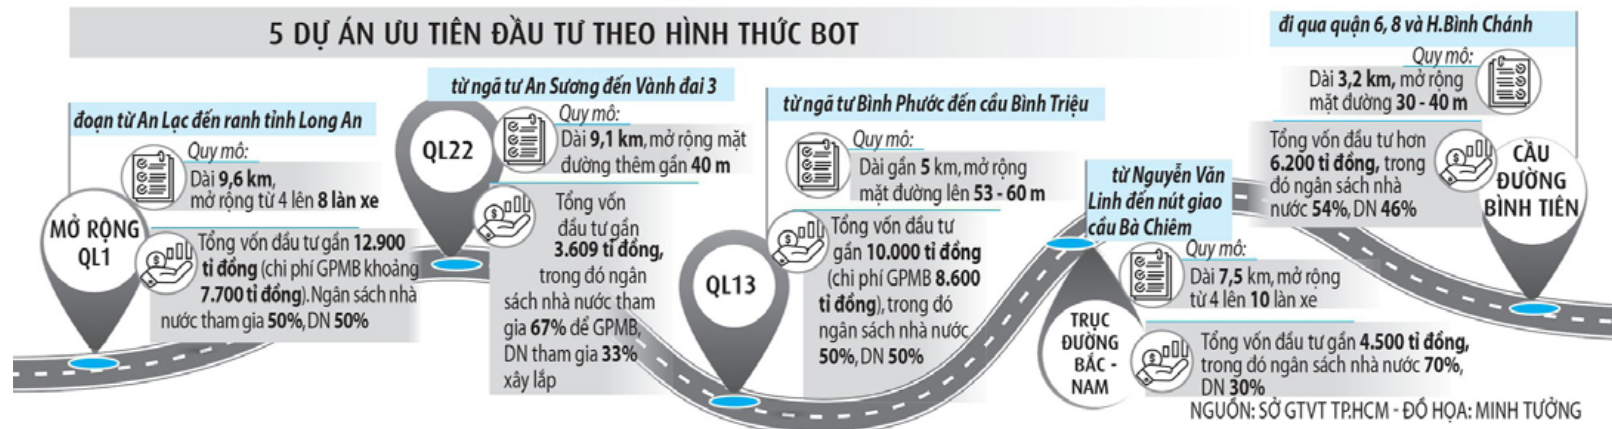 5 DỰ ÁN ƯU TIÊN ĐẦU TƯ THEO HÌNH THỨC BOT
đoạn từ An Lạc đến ranh tỉnh Long An
MỞ RỘNG
QL1
Quy mô:
Dài 9,6 km,
mở rộng từ 4 lên 8 làn xe
Tổng vốn đầu tư gần 12.900
tỉ đồng (chi phí GPMB khoảng
7.700 tỉ đồng). Ngân sách nhà
nước tham gia 50%, DN 50%
từ ngã tư An Sương đến Vành đai 3
QL22
Quy mô:
Dài 9,1 km, mở rộng mặt
đường thêm gần 40 m
Tổng vốn
đầu tư gần
3.609 tỉ đồng,
trong đó ngân
sách nhà nước tham
gia 67% để GPMB,
DN tham gia 33%
xây lắp
từ ngã tư Bình Phước đến cầu Bình Triệu
QL13
Quy mô:
Dài gần 5 km, mở rộng
mặt đường lên 53 - 60 m
Tổng vốn đầu tư
gần 10.000 tỉ đồng
(chi phí GPMB 8.600
tỉ đồng), trong đó
ngân sách nhà nước
50%, DN 50%
từ Nguyễn Văn
Linh đến nút giao
cầu Bà Chiêm
TRỤC
ĐƯỜNG
BẮC -
NAM
Quy mô:
Dài 7,5 km, mở rộng
từ 4 lên 10 làn xe
Tổng vốn đầu tư gần 4.500 tỉ đồng,
trong đó ngân sách nhà nước 70%,
DN 30%
đi qua quận 6, 8 và H.Bình Chánh
Quy mô:
Dài 3,2 km, mở rộng
mặt đường 30 - 40 m
Tổng vốn đầu tư hơn
6.200 tỉ đồng, trong
đó ngân sách nhà
nước 54%, DN 46%
CẦU
ĐƯỜNG
BÌNH TIÊN
NGUỒN: SỞ GTVT TP.HCM - ĐỒ HỌA: MINH TƯỜNG